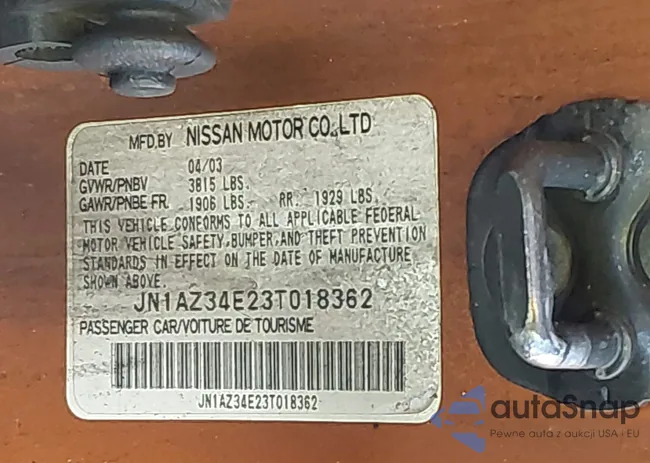 MFD.BY NISSAN MOTOR CO.,LTD
DATE 04/03
GVWR/PNBV 3815 LBS.
GAWR/PNBE FR. 1906 LBS. RR. 1929 LBS.
THIS VEHICLE CONFORMS TO ALL APPLICABLE FEDERAL
MOTOR VEHICLE SAFETY, BUMPER, AND THEFT PREVENTION
STANDARDS IN EFFECT ON THE DATE OF MANUFACTURE
SHOWN ABOVE.
JN1AZ34E23T018362
PASSENGER CAR/VOITURE DE TOURISME
JN1AZ34E23T018362
autoSnap
Pewne auta z aukcji USA i EU